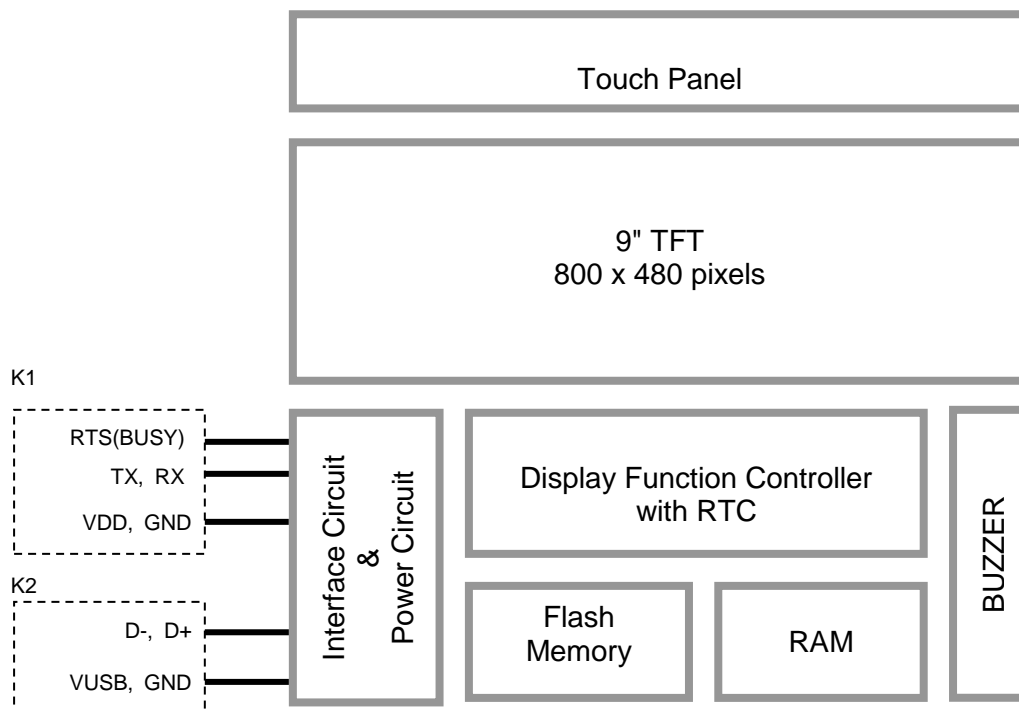 Touch Panel
9" TFT
800 x 480 pixels
K1
RTS(BUSY)
TX, RX
VDD, GND
K2
D-, D+
VUSB, GND
Interface Circuit
&
Power Circuit
Display Function Controller
with RTC
Flash
Memory
RAM
BUZZER